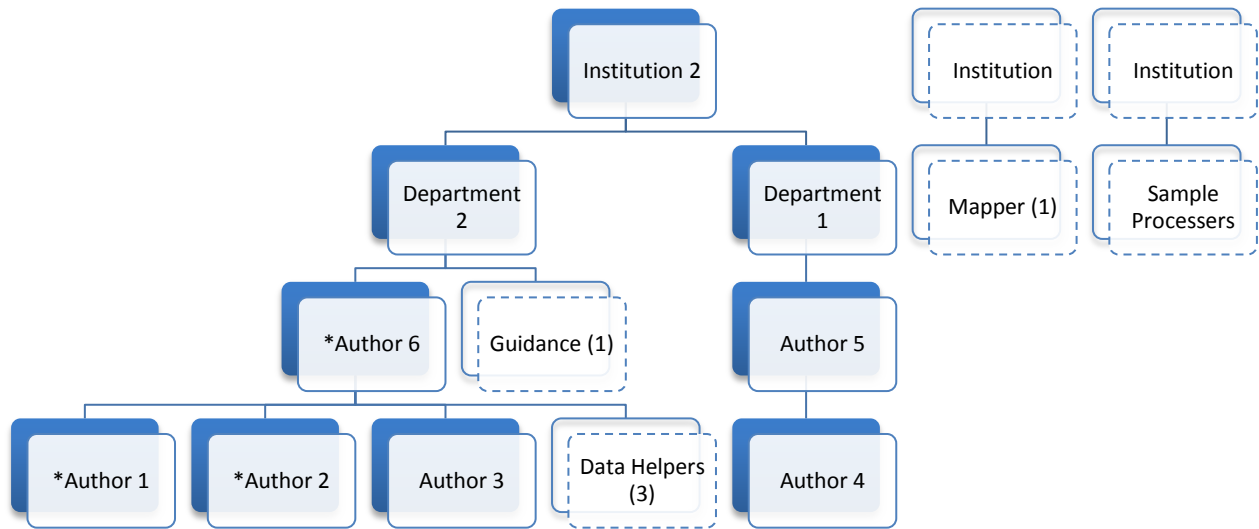 Institution 2
Institution
Institution
Department
2
Department
1
Mapper (1)
Sample
Processers
*Author 6
Guidance (1)
Author 5
*Author 1
*Author 2
Author 3
Data Helpers
(3)
Author 4